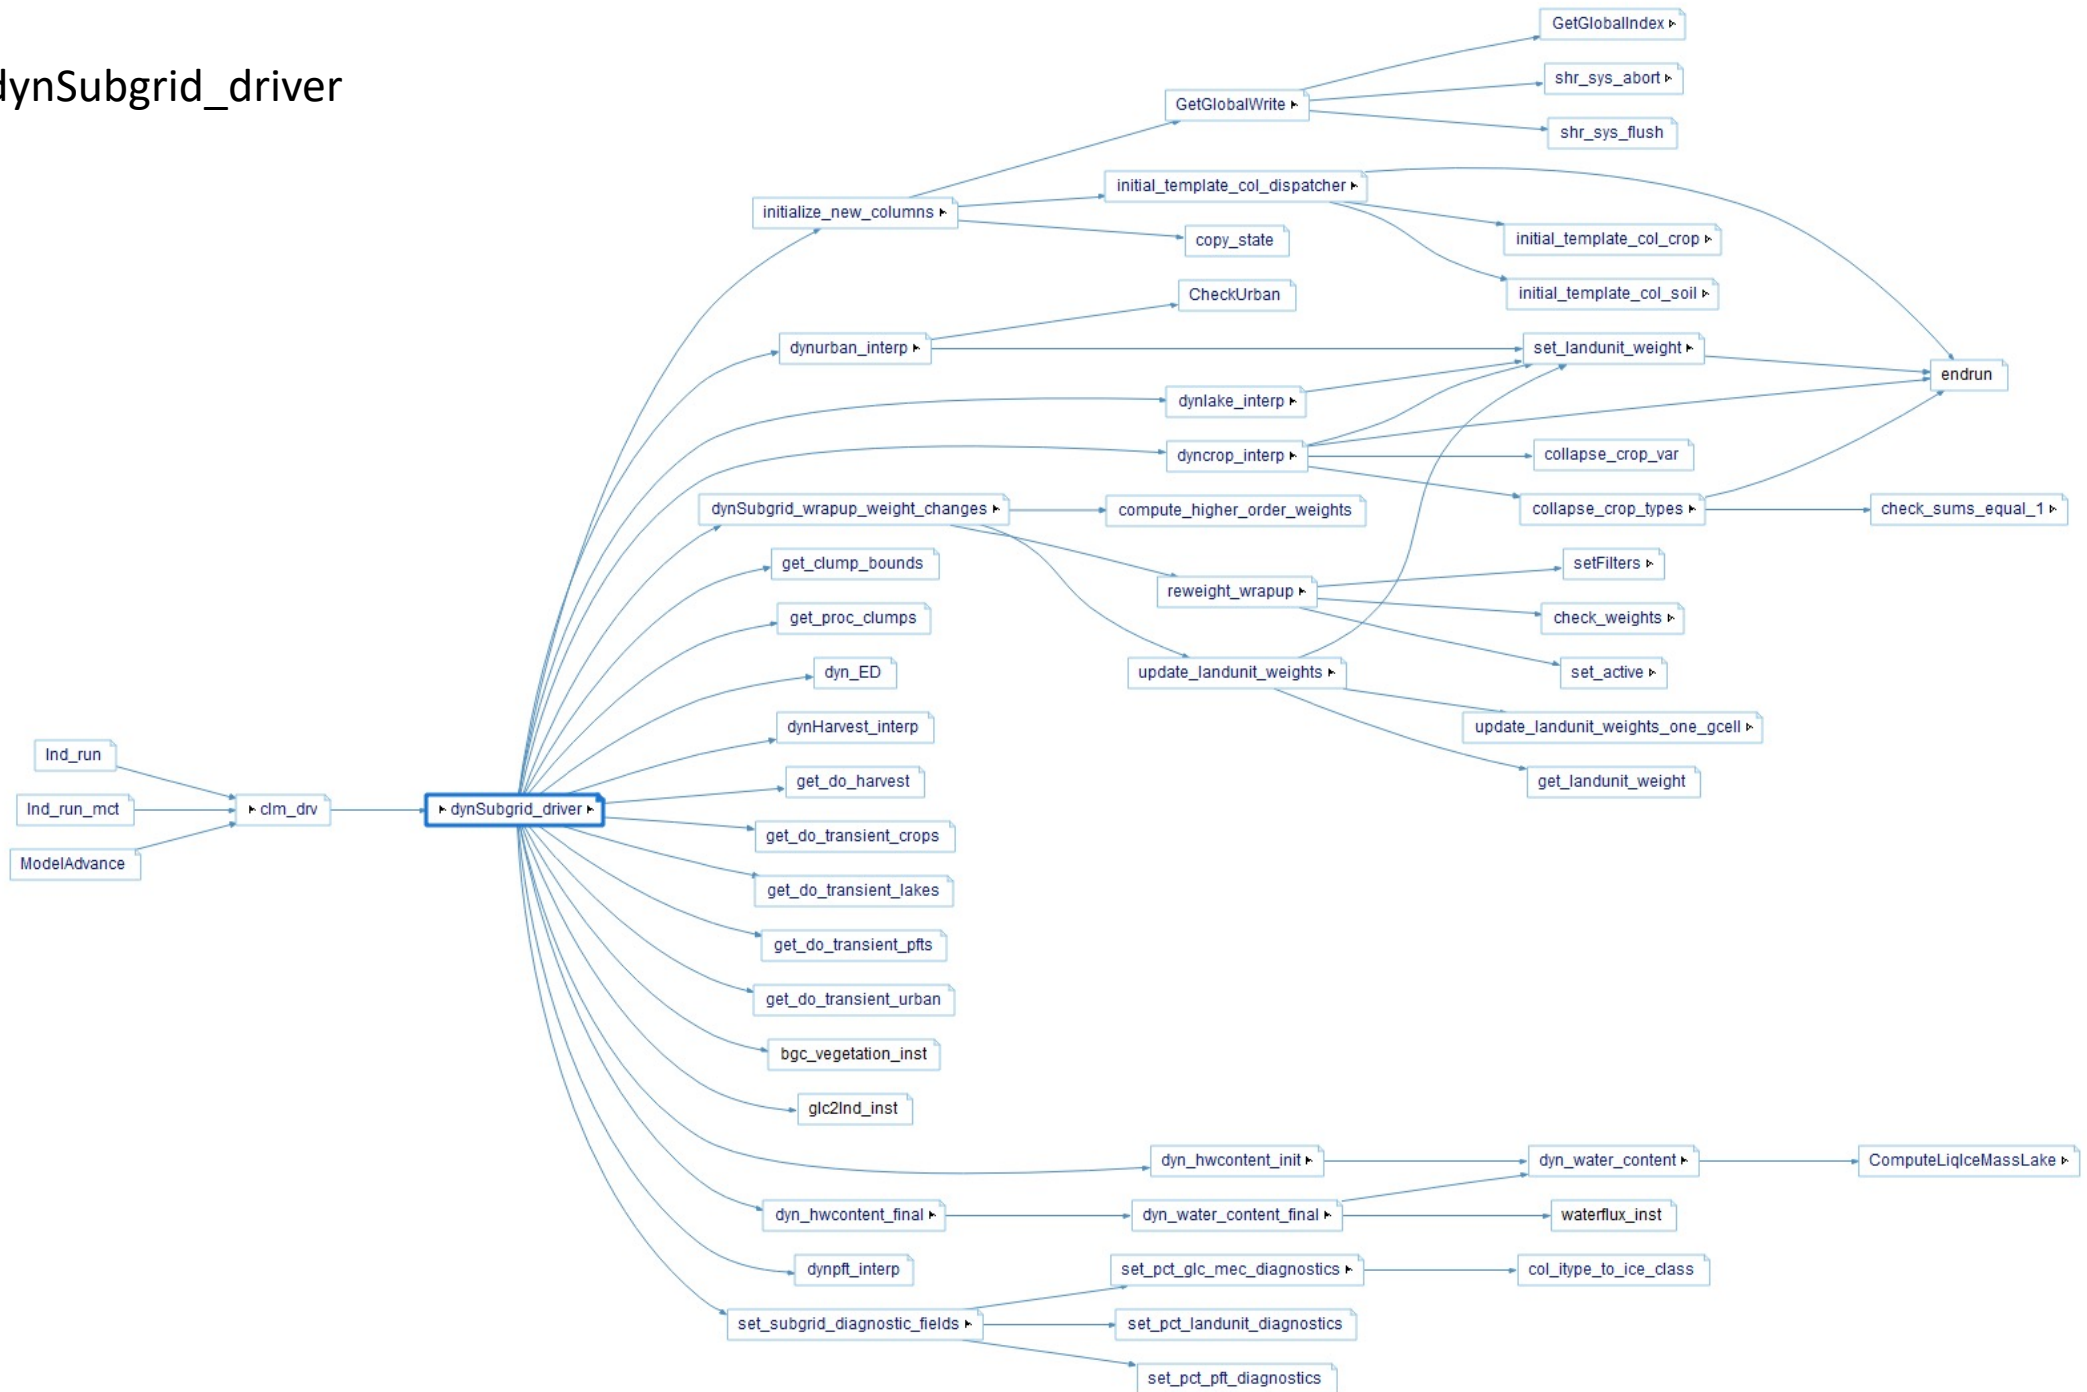 dynSubgrid_driver
GetGlobalIndex
shr_sys_abort
GetGlobalWrite
shr_sys_flush
initial_template_col_dispatcher
initialize_new_columns
initial_template_col_crop
copy_state
CheckUrban
initial_template_col_soil
dynurban_interp
set_landunit_weight
endrun
dynlake_interp
dyncrop_interp
collapse_crop_var
dynSubgrid_wrapup_weight_changes
compute_higher_order_weights
collapse_crop_types
check_sums_equal_1
get_clump_bounds
setFilters
reweight_wrapup
get_proc_clumps
check_weights
dyn_ED
update_landunit_weights
set_active
dynHarvest_interp
update_landunit_weights_one_gcell
lnd_run
get_do_harvest
get_landunit_weight
lnd_run_mct
clm_drv
dynSubgrid_driver
get_do_transient_crops
ModelAdvance
get_do_transient_lakes
get_do_transient_pfts
get_do_transient_urban
bgc_vegetation_inst
glc2lnd_inst
dyn_hwcontent_init
dyn_water_content
ComputeLiqIceMassLake
dyn_hwcontent_final
dyn_water_content_final
waterflux_inst
dynpft_interp
set_pct_glc_mec_diagnostics
col_itype_to_ice_class
set_subgrid_diagnostic_fields
set_pct_landunit_diagnostics
set_pct_pft_diagnostics